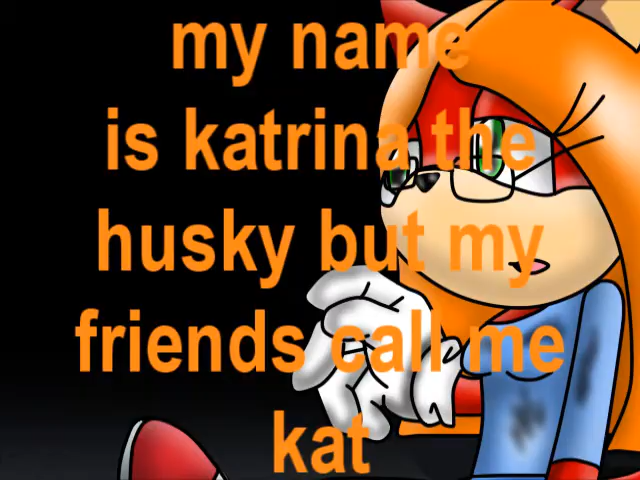 my name
is katrina the
husky but my
friends call me
kat